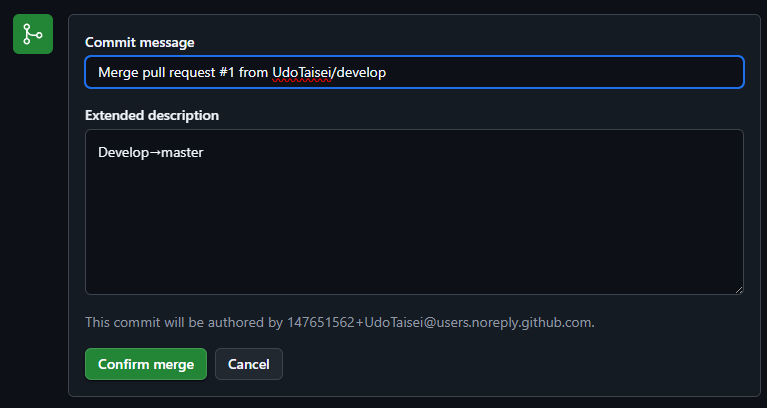 Commit message
Merge pull request #1 from UdoTaisei/develop
Extended description
Develop→master
This commit will be authored by 147651562+UdoTaisei@users.noreply.github.com.
Confirm merge
Cancel